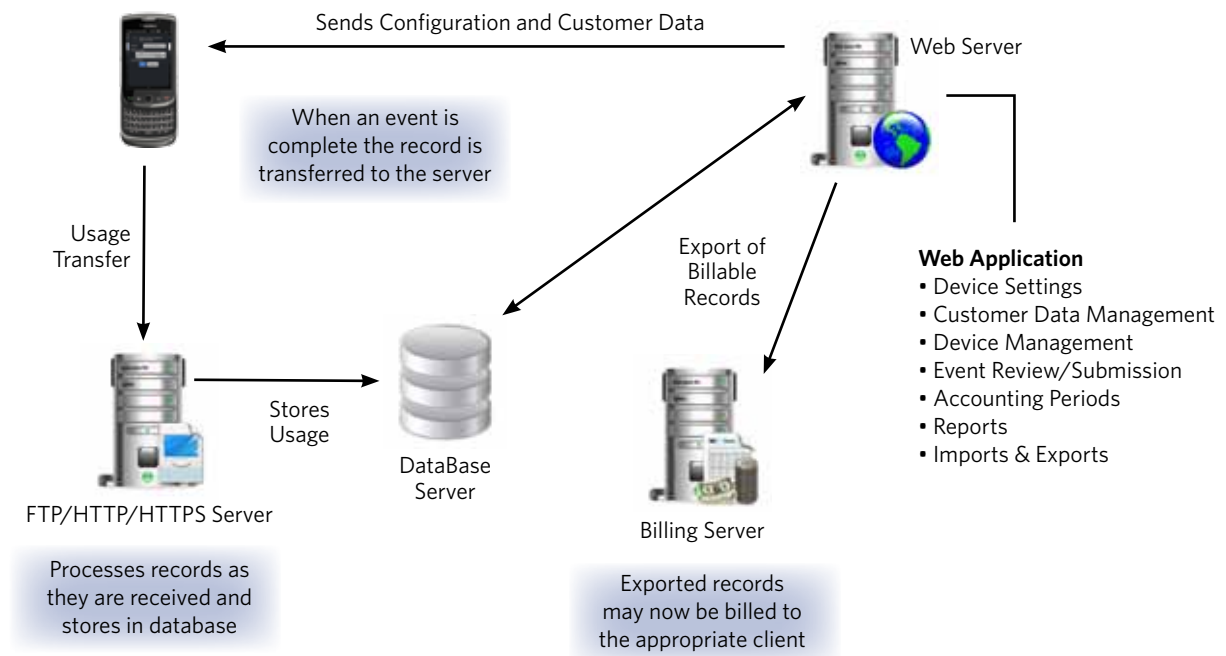 Sends Configuration and Customer Data
Web Server
When an event is
complete the record is
transferred to the server
Usage
Transfer
Export of
Billable
Records
Web Application
• Device Settings
• Customer Data Management
• Device Management
• Event Review/Submission
• Accounting Periods
• Reports
• Imports & Exports
Stores
Usage
DataBase
Server
FTP/HTTP/HTTPS Server
Billing Server
Processes records as
they are received and
stores in database
Exported records
may now be billed to
the appropriate client